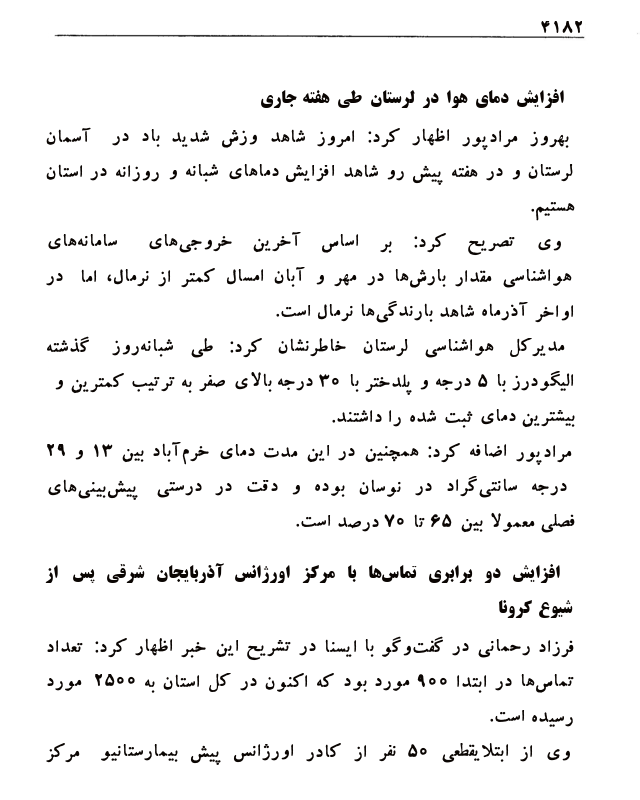 ۴۱۸۲
افزایش دمای هوا در لرستان طی هفته جاری
بهروز مرادپور اظهار کرد: امروز شاهد وزش شدید باد در آسمان
لرستان و در هفته پیش رو شاهد افزایش دماهای شبانه و روزانه در استان
هستیم.
وی تصریح کرد: بر اساس آخرین خروجی‌های سامانه‌های
هواشناسی مقدار بارش‌ها در مهر و آبان امسال کمتر از نرمال، اما در
اواخر آذرماه شاهد بارندگی‌ها نرمال است.
مدیرکل هواشناسی لرستان خاطرنشان کرد: طی شبانه‌روز گذشته
الیگودرز با ۵ درجه و پلدختر با ۳۰ درجه بالای صفر به ترتیب کمترین و
بیشترین دمای ثبت شده را داشتند.
مرادپور اضافه کرد: همچنین در این مدت دمای خرم‌آباد بین ۱۳ و ۲۹
درجه سانتی‌گراد در نوسان بوده و دقت در درستی پیش‌بینی‌های
فصلی معمولا بین ۶۵ تا ۷۰ درصد است.
افزایش دو برابری تماس‌ها با مرکز اورژانس آذربایجان شرقی پس از
شیوع کرونا
فرزاد رحمانی در گفت‌وگو با ایسنا در تشریح این خبر اظهار کرد: تعداد
تماس‌ها در ابتدا ۹۰۰ مورد بود که اکنون در کل استان به ۲۵۰۰ مورد
رسیده است.
وی از ابتلایقطعی ۵۰ نفر از کادر اورژانس پیش بیمارستانیو مرکز